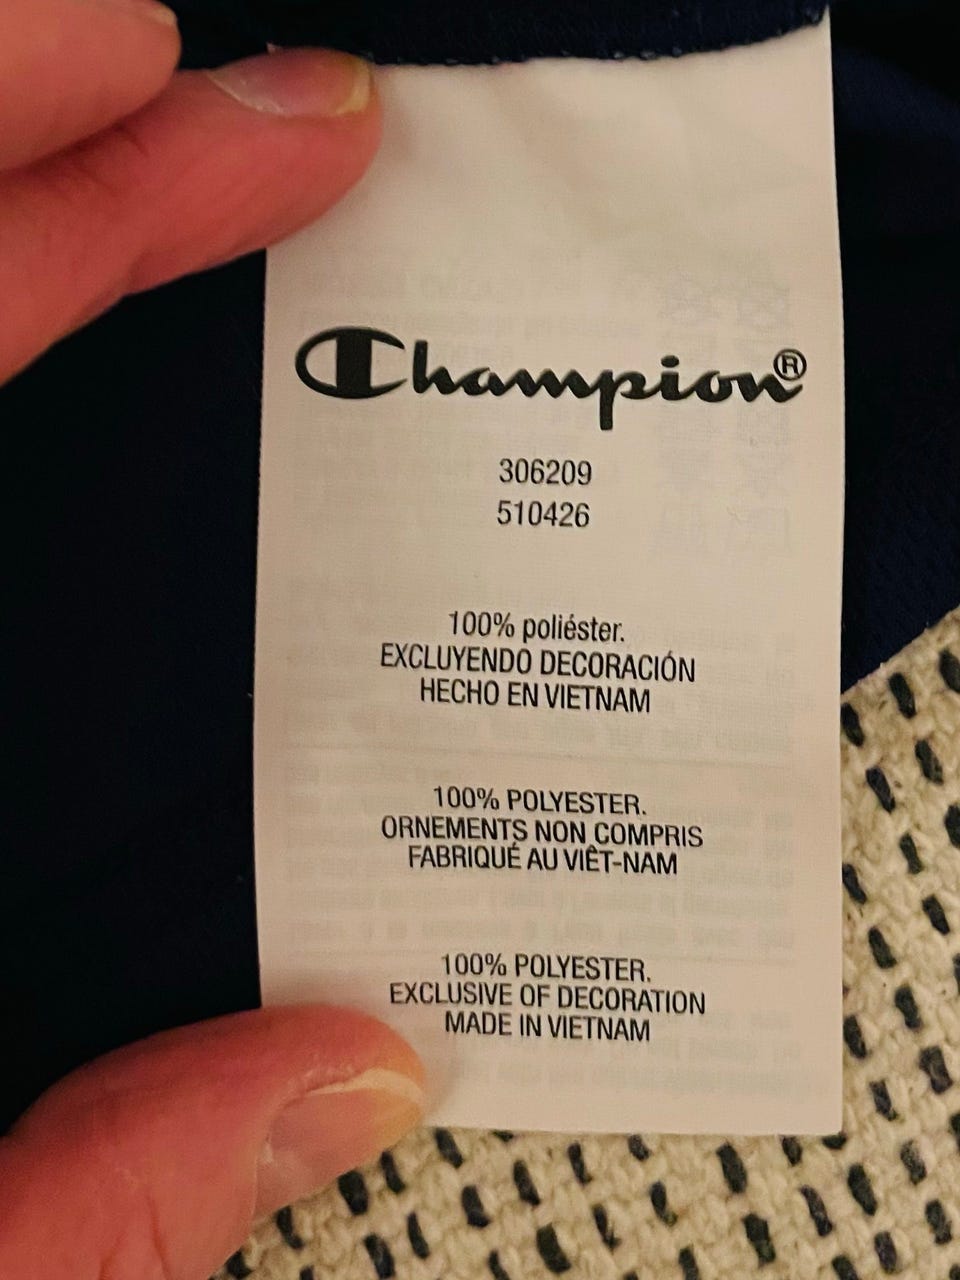 Champion®
306209
510426
100% poliéster.
EXCLUYENDO DECORACIÓN
HECHO EN VIETNAM
100% POLYESTER.
ORNEMENTS NON COMPRIS
FABRIQUÉ AU VIÊT-NAM
100% POLYESTER.
EXCLUSIVE OF DECORATION
MADE IN VIETNAM